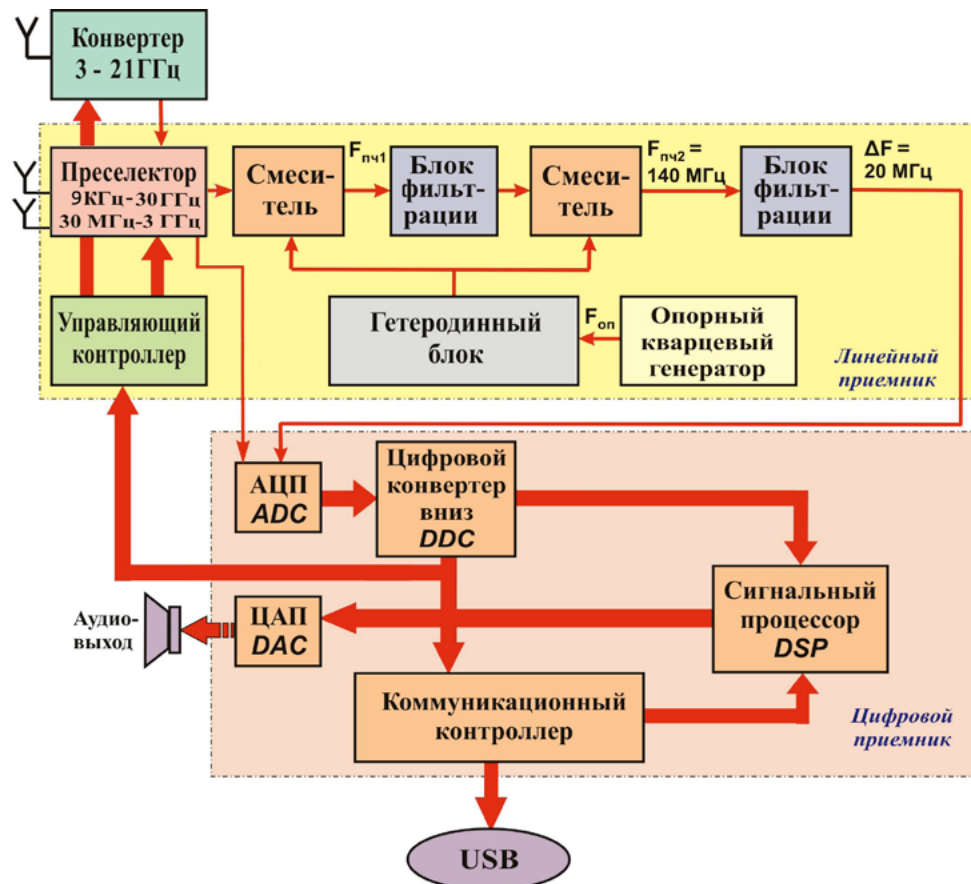 Конвертер
3 - 21ГГц
Преселектор
9КГц-30 ГГц
30 МГц-3 ГГц
Смеси-
тель
Fпч1
Блок
фильт-
рации
Смеси-
тель
Fпч2 =
140 МГц
Блок
фильт-
рации
ΔF =
20 МГц
Управляющий
контроллер
Гетеродинный
блок
Fоп
Опорный
кварцевый
генератор
Линейный
приемник
АЦП
ADC
Цифровой
конвертер
вниз
DDC
Сигнальный
процессор
DSP
Аудио-
выход
ЦАП
DAC
Коммуникационный
контроллер
Цифровой
приемник
USB